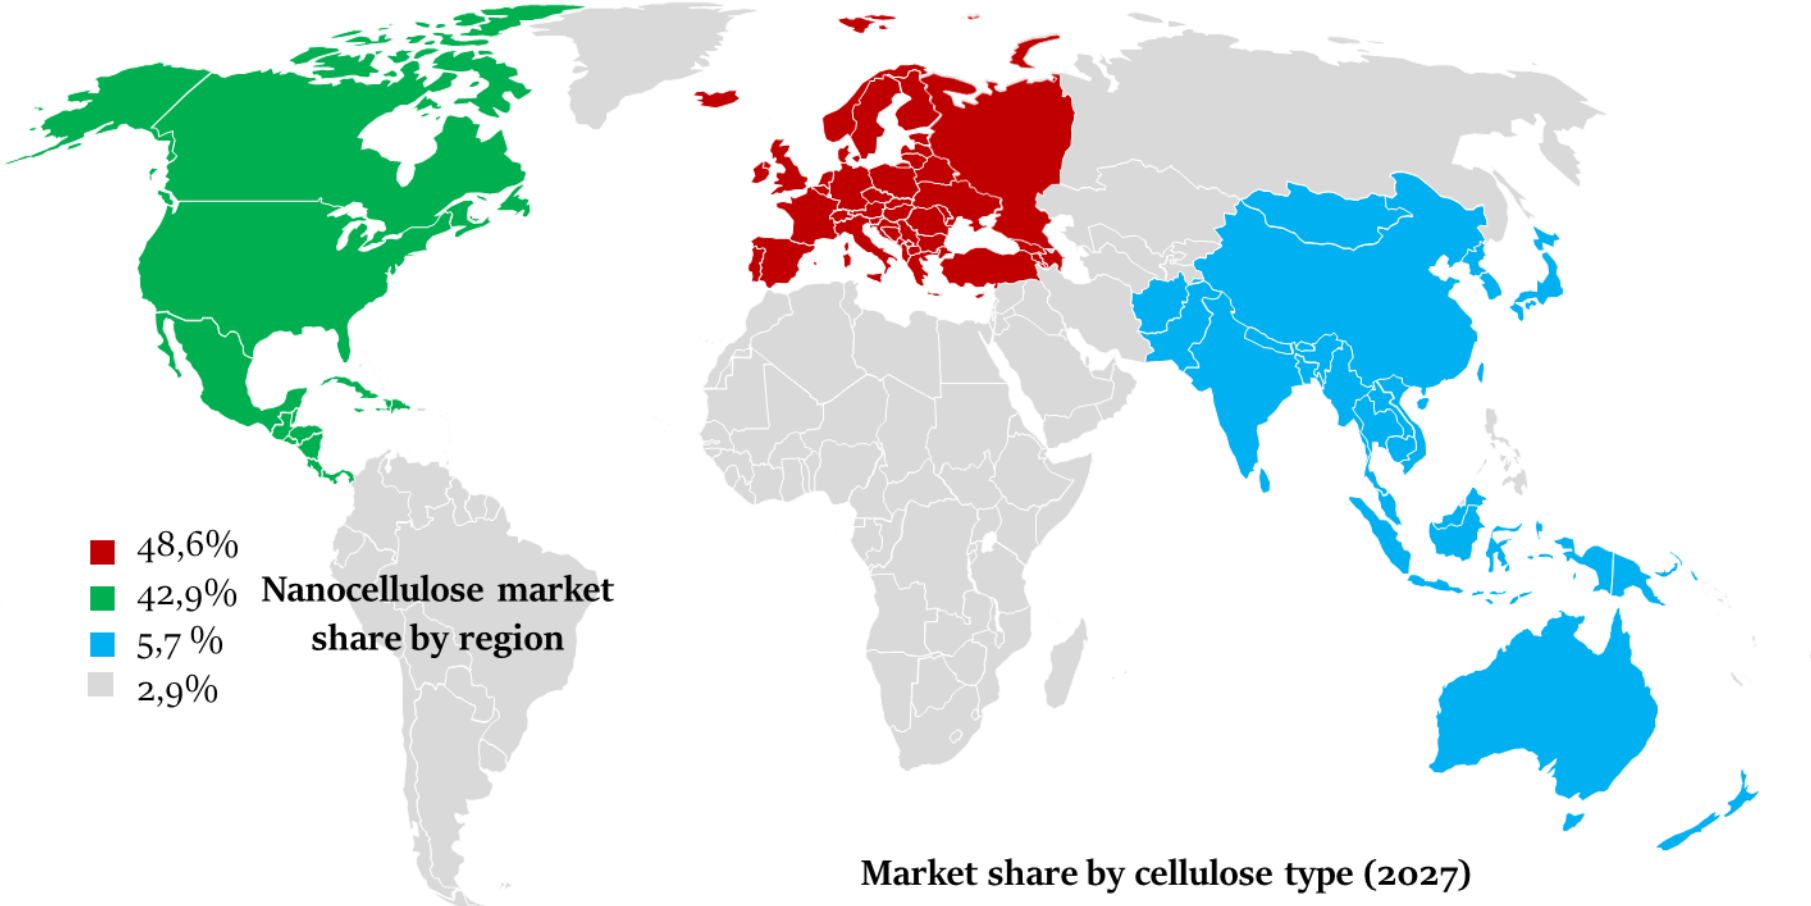 48,6%
42,9%
5,7 %
2,9%
Nanocellulose market
share by region
Market share by cellulose type (2027)